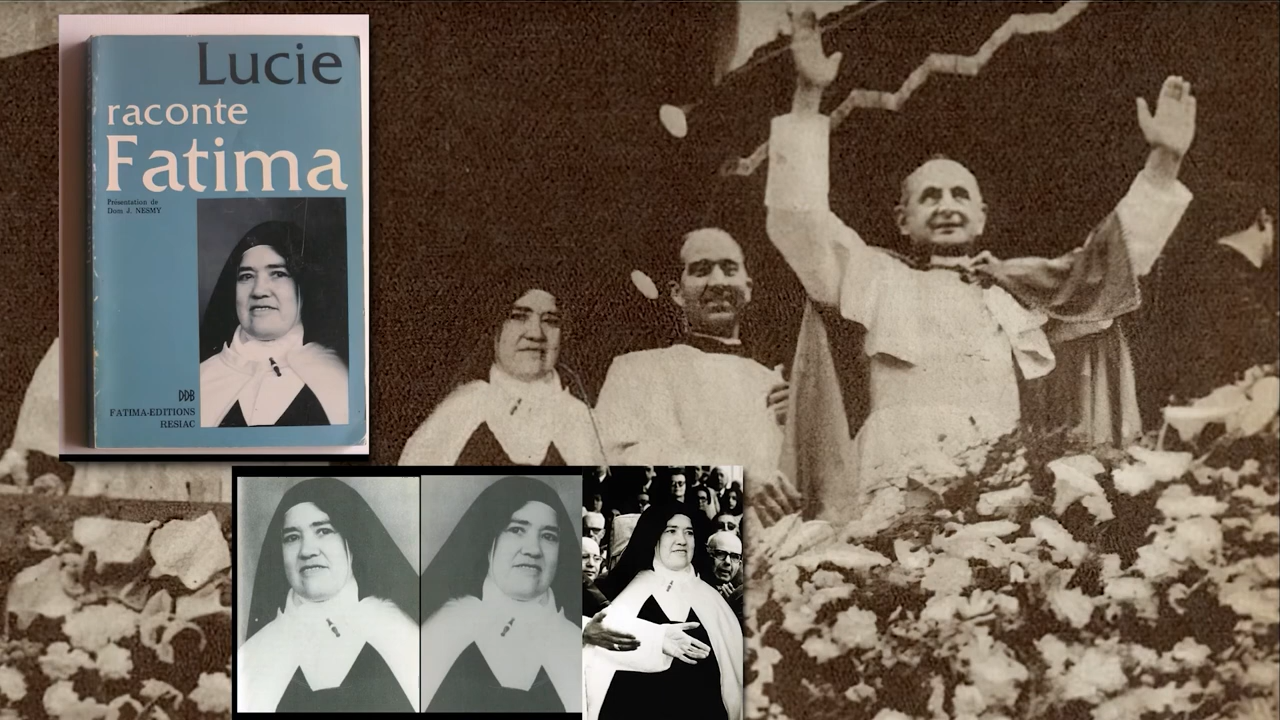 Lucie
raconte
Fatima
Présentation de
Dom J. NESMY
DDB
FATIMA-EDITIONS
RESIAC